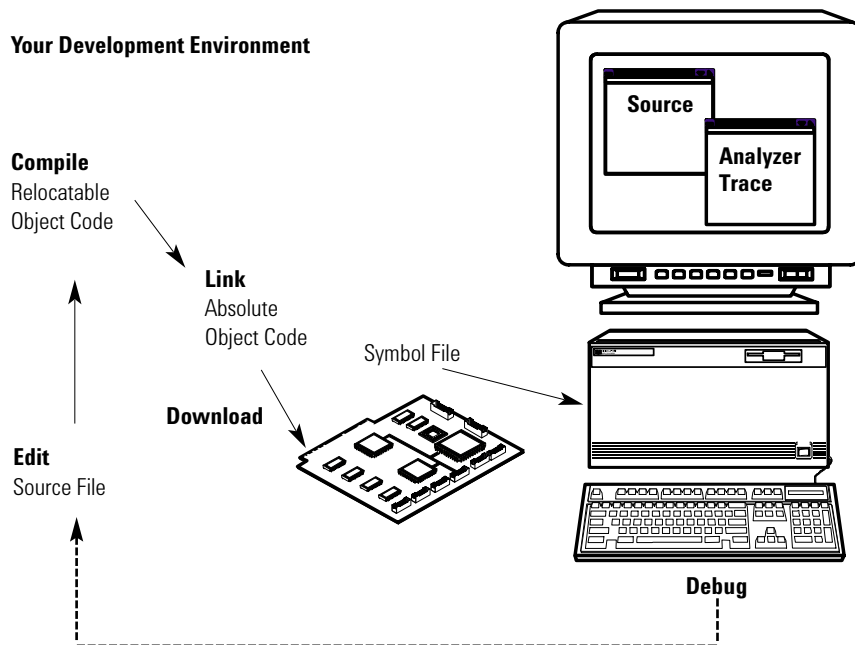 Your Development Environment
Source
Analyzer
Trace
Compile
Relocatable
Object Code
Link
Absolute
Object Code
Symbol File
Download
Edit
Source File
Debug